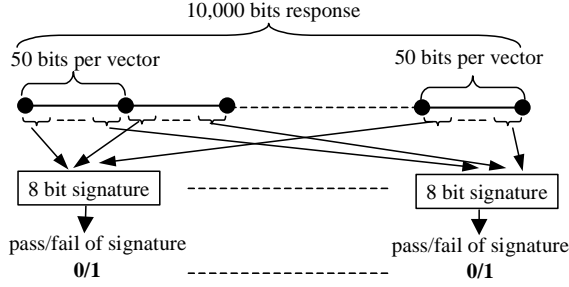 10,000 bits response
50 bits per vector
50 bits per vector
8 bit signature
8 bit signature
pass/fail of signature
pass/fail of signature
0/1
0/1